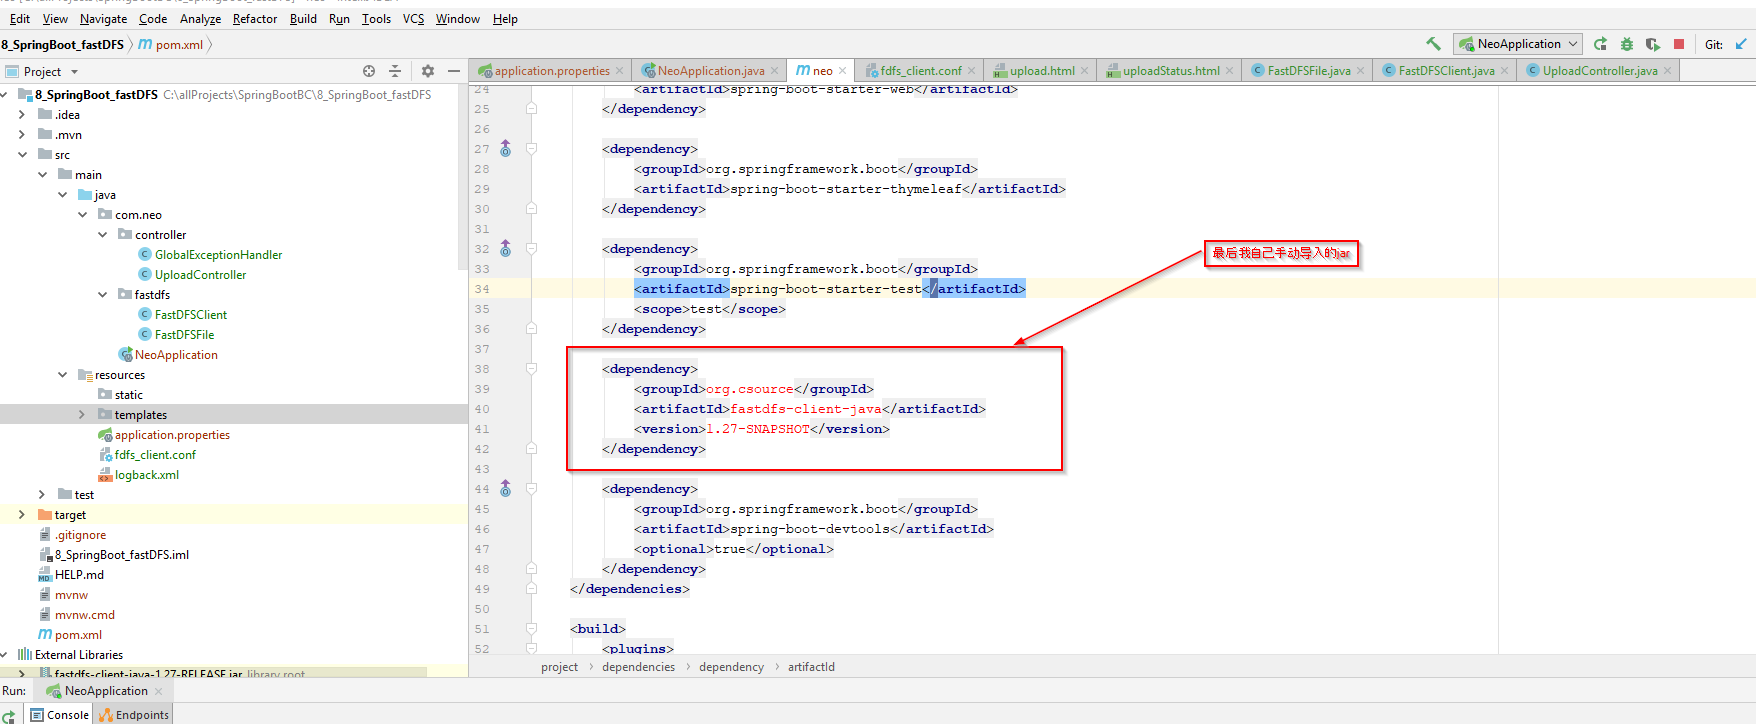 Edit View Navigate Code Analyze Refactor Build Run Tools VCS Window Help
8_SpringBoot_fastDFS pom.xml NeoApplication Git:
Project
application.properties NeoApplication.java neo fdfs_client.conf upload.html uploadStatus.html FastDFSFile.java FastDFSClient.java UploadController.java
8_SpringBoot_fastDFS C:\allProjects\SpringBootBC\8_SpringBoot_fastDFS
.idea
.mvn
src
main
java
com.neo
controller
GlobalExceptionHandler
UploadController
fastdfs
FastDFSClient
FastDFSFile
NeoApplication
resources
static
templates
application.properties
fdfs_client.conf
logback.xml
test
target
.gitignore
8_SpringBoot_fastDFS.iml
HELP.md
mvnw
mvnw.cmd
pom.xml
External Libraries
fastdfs-client-java-1.27-RELEASE.jar library root
24 <artifactId>spring-boot-starter-web</artifactId>
25 </dependency>
26
27 <dependency>
28 <groupId>org.springframework.boot</groupId>
29 <artifactId>spring-boot-starter-thymeleaf</artifactId>
30 </dependency>
31
32 <dependency>
33 <groupId>org.springframework.boot</groupId>
34 <artifactId>spring-boot-starter-test</artifactId>
35 <scope>test</scope>
36 </dependency>
37
38 <dependency>
39 <groupId>org.csource</groupId>
40 <artifactId>fastdfs-client-java</artifactId>
41 <version>1.27-SNAPSHOT</version>
42 </dependency>
43
44 <dependency>
45 <groupId>org.springframework.boot</groupId>
46 <artifactId>spring-boot-devtools</artifactId>
47 <optional>true</optional>
48 </dependency>
49 </dependencies>
50
51 <build>
52 <plugins>
最后我自己手动导入的jar
project dependencies dependency artifactId
Run: NeoApplication
Console Endpoints